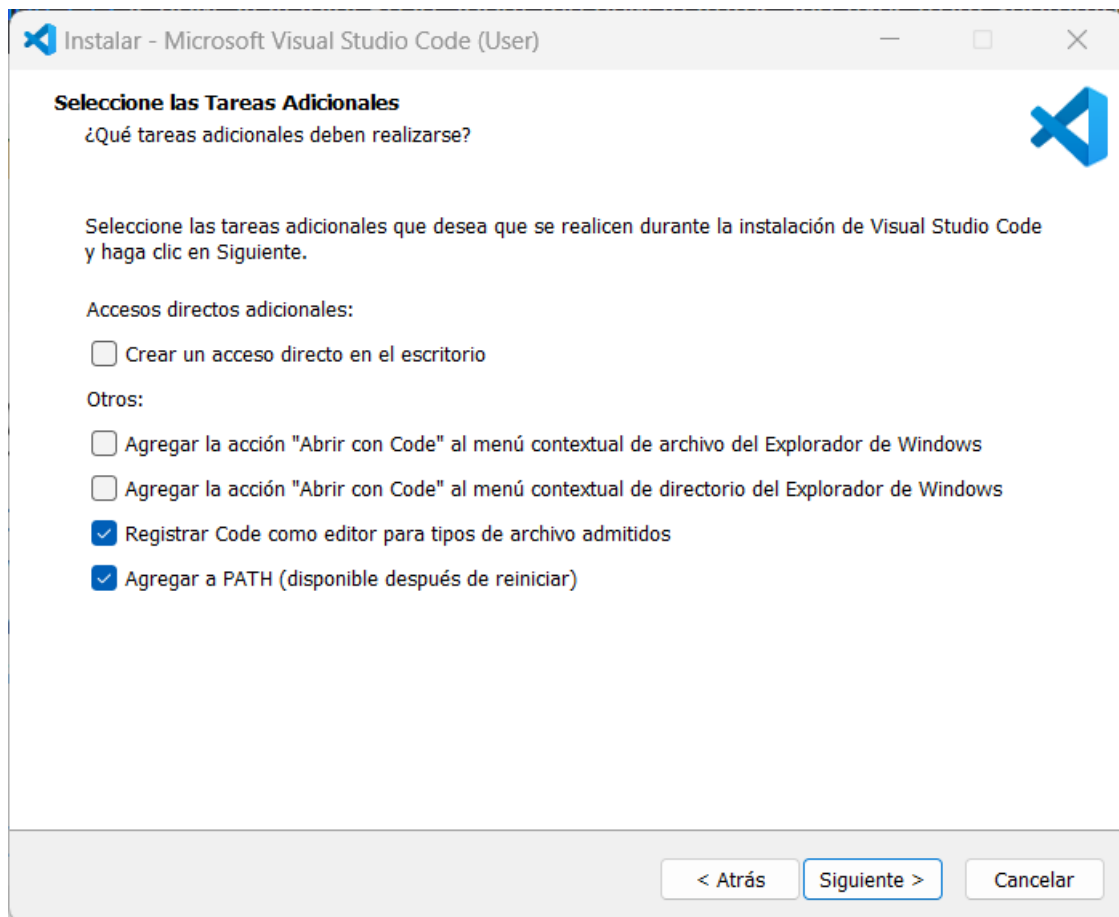 Instalar - Microsoft Visual Studio Code (User)
Seleccione las Tareas Adicionales
¿Qué tareas adicionales deben realizarse?
Seleccione las tareas adicionales que desea que se realicen durante la instalación de Visual Studio Code
y haga clic en Siguiente.
Accesos directos adicionales:
Crear un acceso directo en el escritorio
Otros:
Agregar la acción "Abrir con Code" al menú contextual de archivo del Explorador de Windows
Agregar la acción "Abrir con Code" al menú contextual de directorio del Explorador de Windows
Registrar Code como editor para tipos de archivo admitidos
Agregar a PATH (disponible después de reiniciar)
< Atrás
Siguiente >
Cancelar